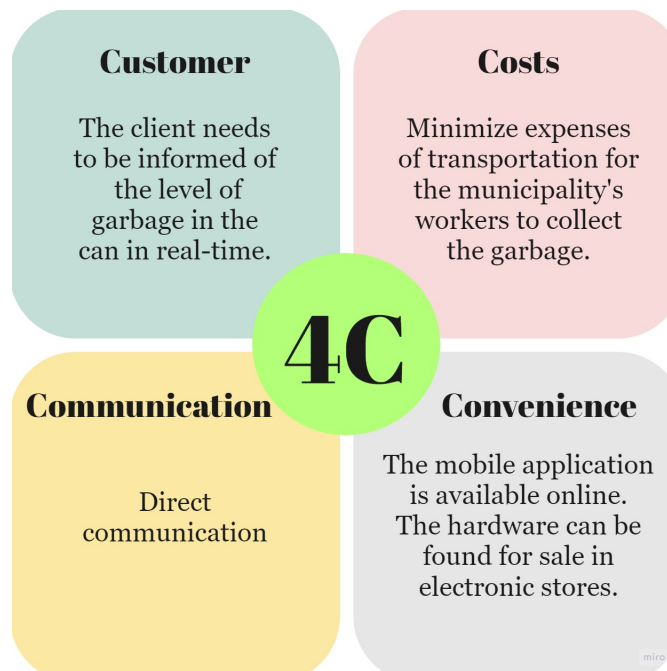 Customer
The client needs
to be informed of
the level of
garbage in the
can in real-time.
Costs
Minimize expenses
of transportation for
the municipality's
workers to collect
the garbage.
4C
Communication
Direct
communication
Convenience
The mobile application
is available online.
The hardware can be
found for sale in
electronic stores.
miro